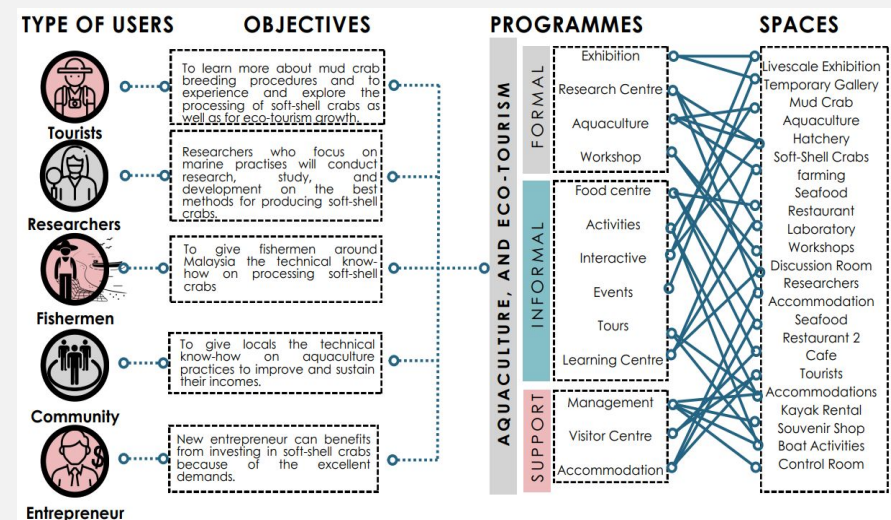 TYPE OF USERS
OBJECTIVES
PROGRAMMES
SPACES
Tourists
To learn more about mud crab
breeding procedures and to
experience and explore the
processing of soft-shell crabs as
well as for eco-tourism growth.
Researchers
Researchers who focus on
marine practises will conduct
research, study, and
development on the best
methods for producing soft-shell
crabs.
Fishermen
To give fishermen around
Malaysia the technical know-
how on processing soft-shell
crabs
Community
To give locals the technical
know-how on aquaculture
practices to improve and sustain
their incomes.
$
Entrepreneur
New entrepreneur can benefits
from investing in soft-shell crabs
because of the excellent
demands.
AQUACULTURE, AND ECO-TOURISM
FORMAL
Exhibition
Research Centre
Aquaculture
Workshop
INFORMAL
Food centre
Activities
Interactive
Events
Tours
Learning Centre
SUPPORT
Management
Visitor Centre
Accommodation
Livescale Exhibition
Temporary Gallery
Mud Crab
Aquaculture
Hatchery
Soft-Shell Crabs
farming
Seafood
Restaurant
Laboratory
Workshops
Discussion Room
Researchers
Accommodation
Seafood
Restaurant 2
Cafe
Tourists
Accommodations
Kayak Rental
Souvenir Shop
Boat Activities
Control Room